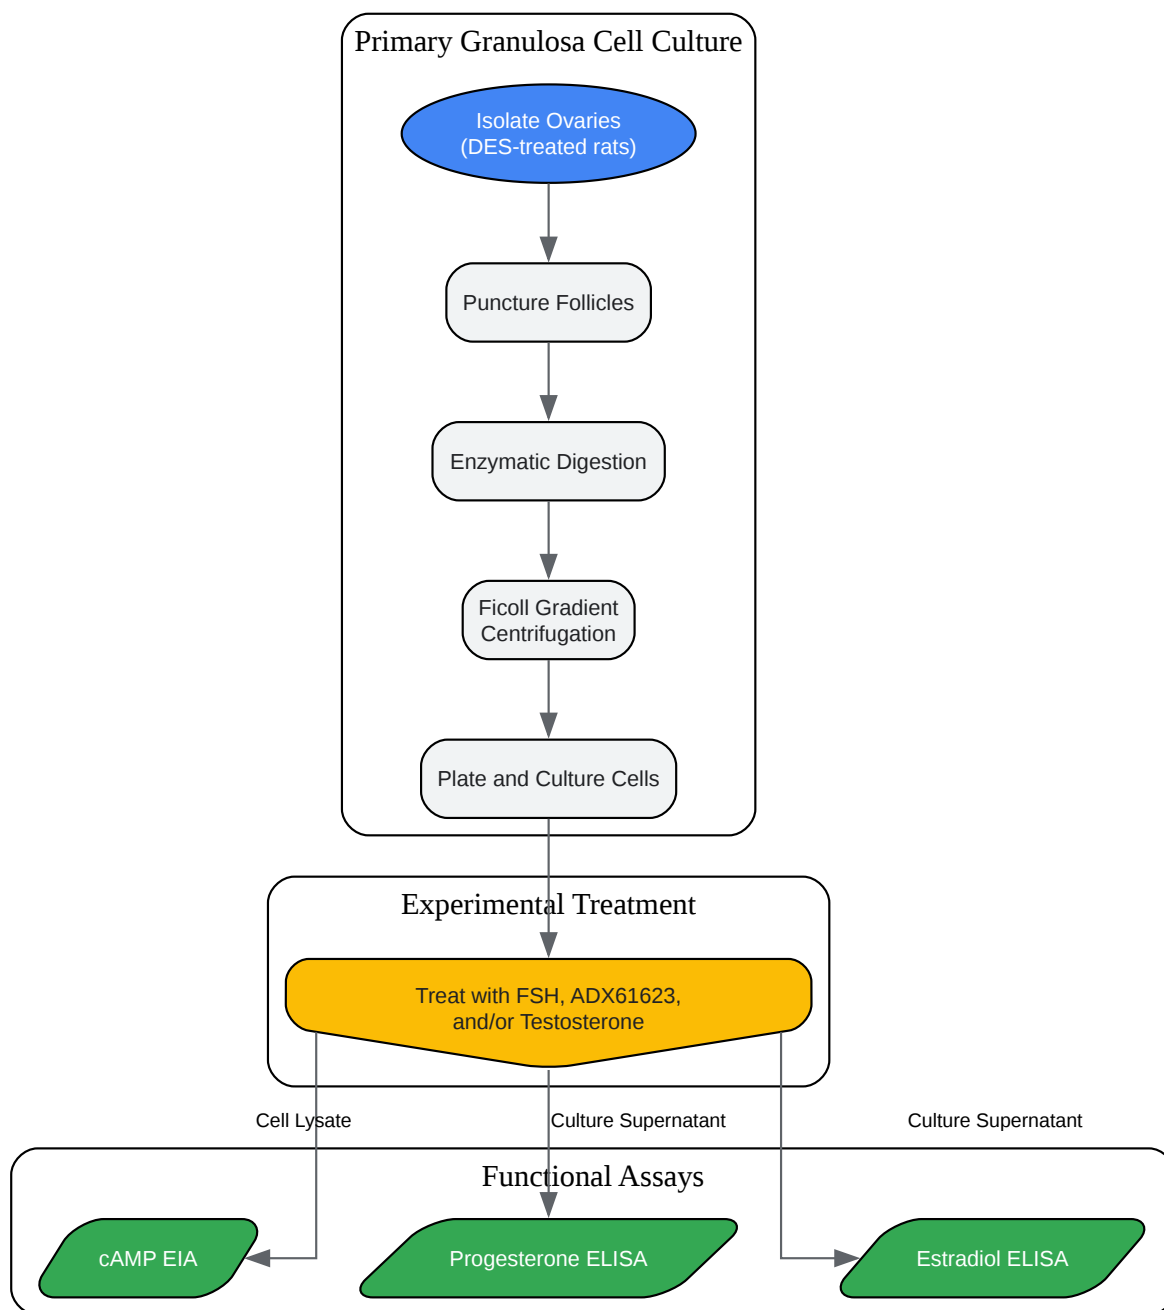 Primary Granulosa Cell Culture
Isolate Ovaries
(DES-treated rats)
Puncture Follicles
Enzymatic Digestion
Ficoll Gradient
Centrifugation
Plate and Culture Cells
Experimental Treatment
Treat with FSH, ADX61623,
and/or Testosterone
Cell Lysate
Culture Supernatant
Culture Supernatant
Functional Assays
cAMP EIA
Progesterone ELISA
Estradiol ELISA